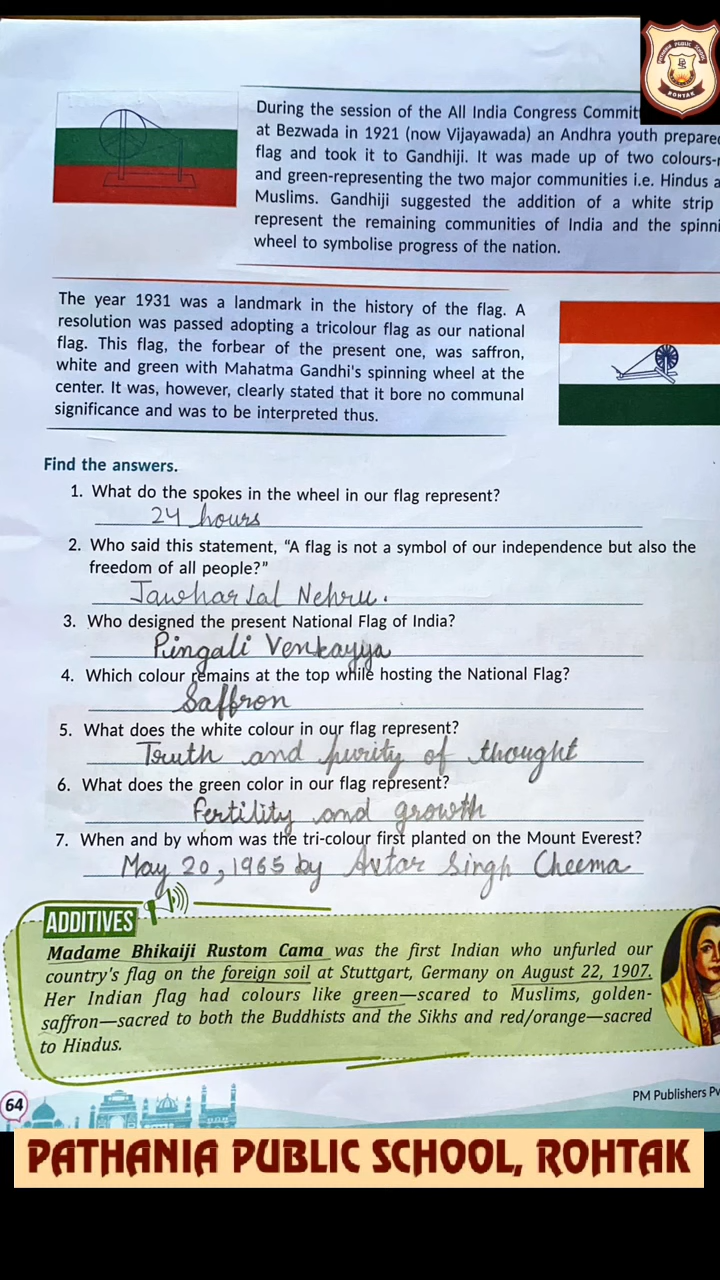 PATHANIA PUBLIC SCHOOL
ROHTAK
During the session of the All India Congress Committ
at Bezwada in 1921 (now Vijayawada) an Andhra youth prepared
flag and took it to Gandhiji. It was made up of two colours-r
and green-representing the two major communities i.e. Hindus a
Muslims. Gandhiji suggested the addition of a white strip
represent the remaining communities of India and the spinni
wheel to symbolise progress of the nation.
The year 1931 was a landmark in the history of the flag. A
resolution was passed adopting a tricolour flag as our national
flag. This flag, the forbear of the present one, was saffron,
white and green with Mahatma Gandhi's spinning wheel at the
center. It was, however, clearly stated that it bore no communal
significance and was to be interpreted thus.
Find the answers.
1. What do the spokes in the wheel in our flag represent?
24 hours
2. Who said this statement, "A flag is not a symbol of our independence but also the
freedom of all people?"
Jawhar Lal Nehru.
3. Who designed the present National Flag of India?
Pingali Venkayya
4. Which colour remains at the top while hosting the National Flag?
Saffron
5. What does the white colour in our flag represent?
Truth and purity of thought
6. What does the green color in our flag represent?
fertility and growth
7. When and by whom was the tri-colour first planted on the Mount Everest?
May 20, 1965 by Avtar Singh Cheema
ADDITIVES
Madame Bhikaiji Rustom Cama was the first Indian who unfurled our
country's flag on the foreign soil at Stuttgart, Germany on August 22, 1907.
Her Indian flag had colours like green—scared to Muslims, golden-
saffron—sacred to both the Buddhists and the Sikhs and red/orange—sacred
to Hindus.
64
PM Publishers Pv
PATHANIA PUBLIC SCHOOL, ROHTAK